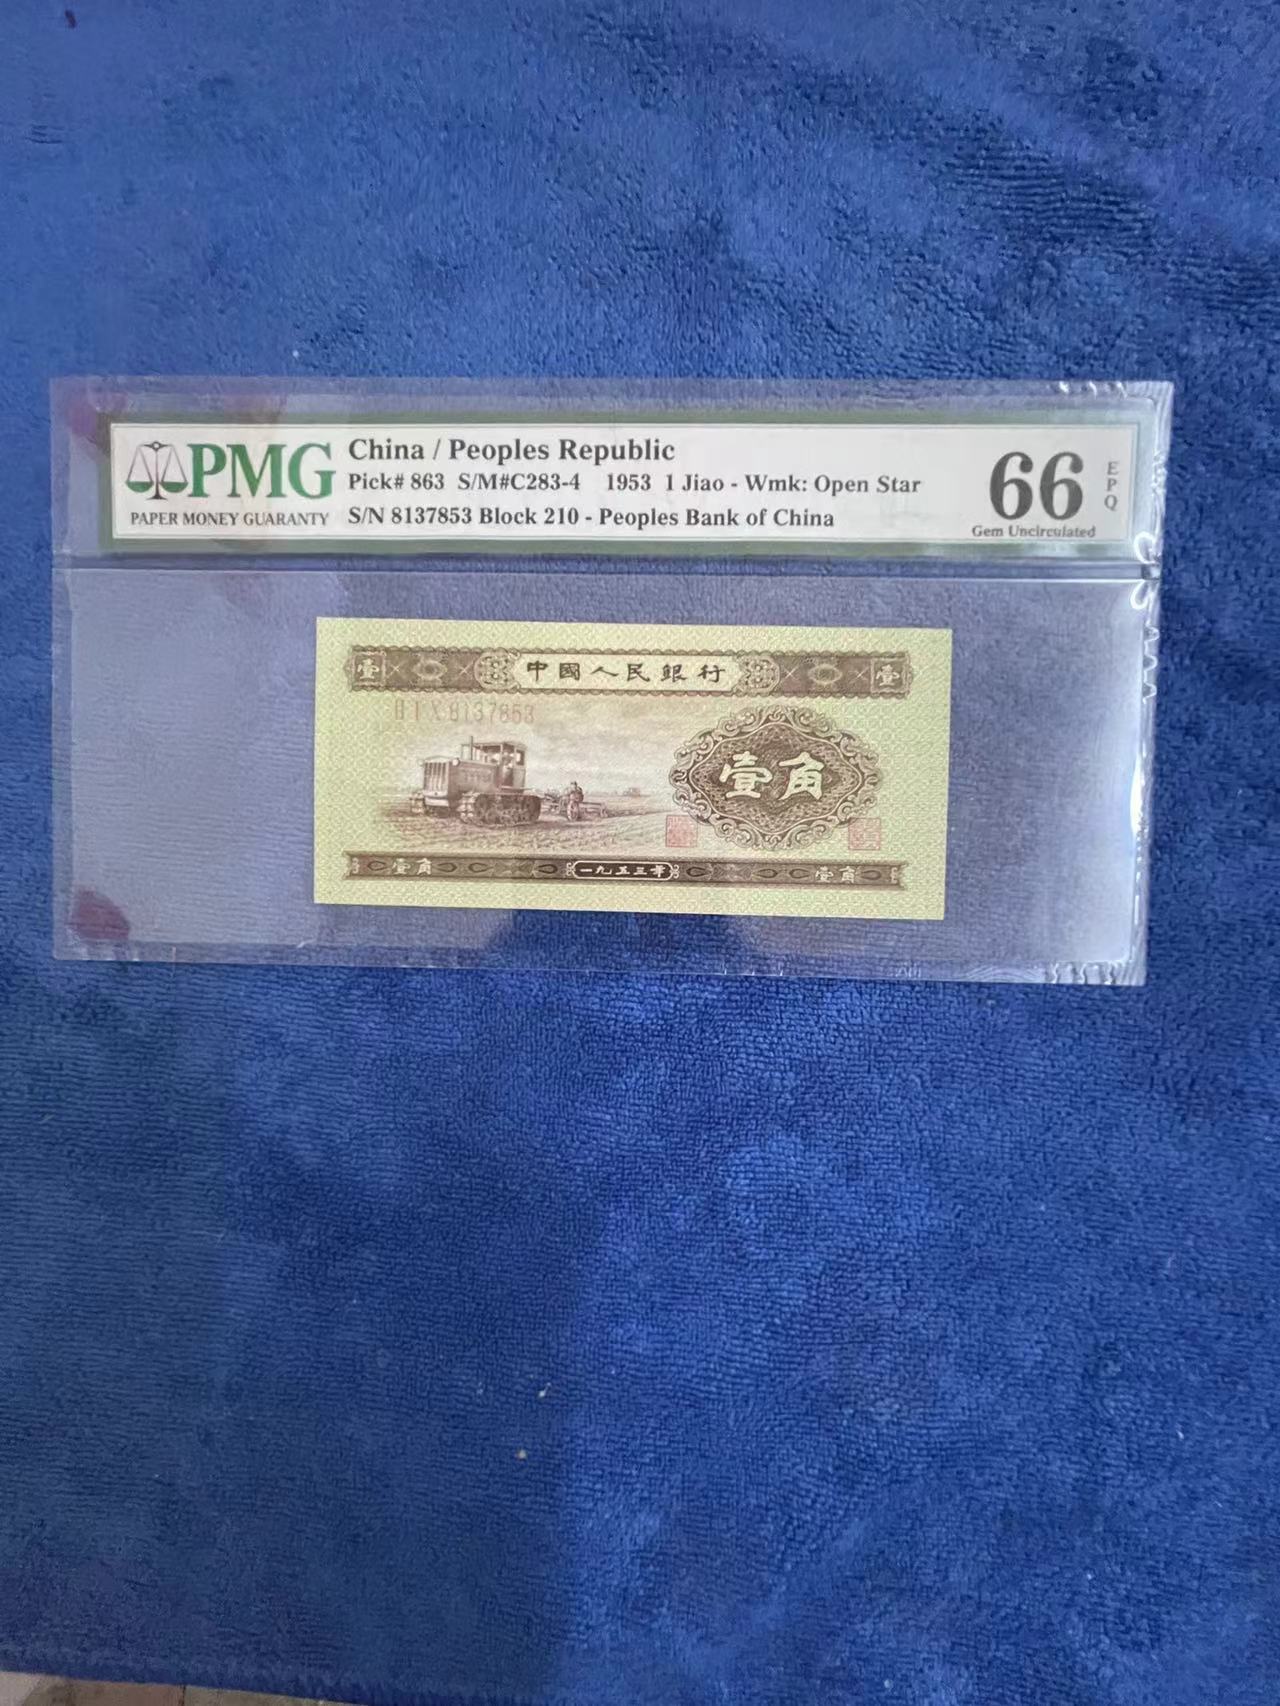 PMG
PAPER MONEY GUARANTY
China / Peoples Republic
Pick# 863 S/M#C283-4 1953 1 Jiao - Wmk: Open Star
S/N 8137853 Block 210 - Peoples Bank of China
66
EPQ
Gem Uncirculated
壹 中國人民銀行 壹
II I X 8137853
壹角
壹角 一九五三年 壹角